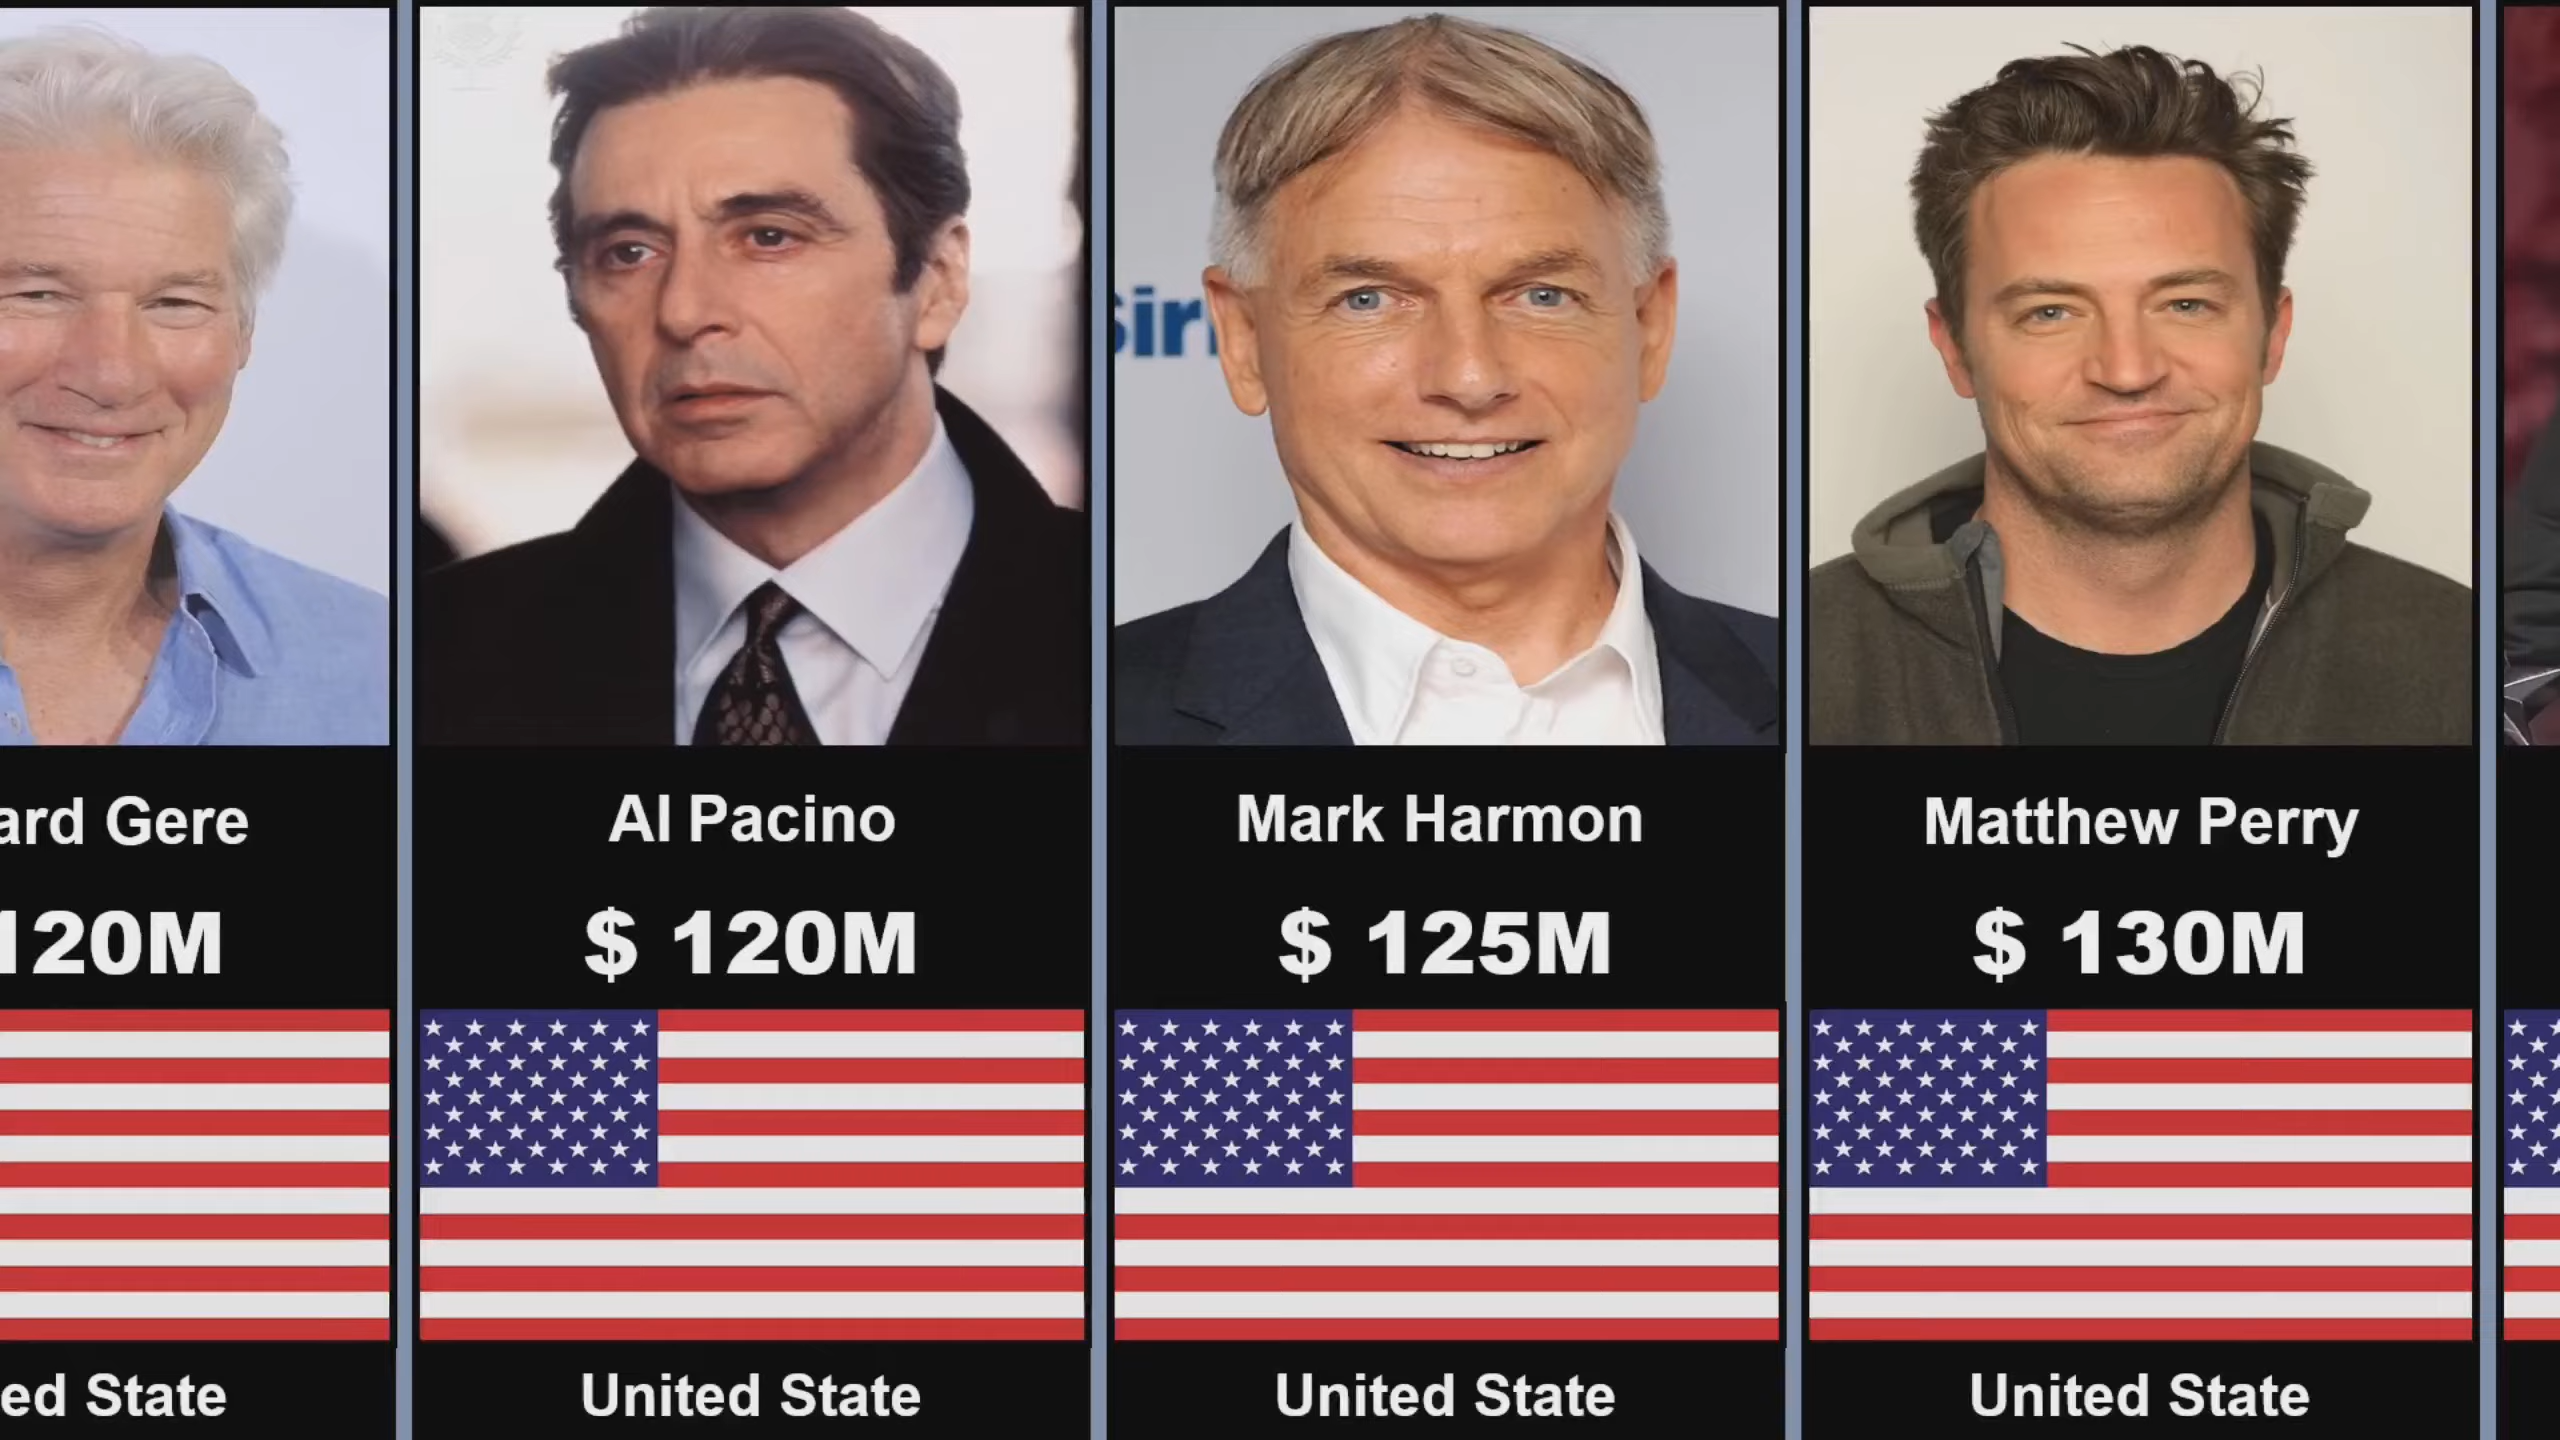 Sir
ard Gere
120M
ed State
Al Pacino
$ 120M
United State
Mark Harmon
$ 125M
United State
Matthew Perry
$ 130M
United State